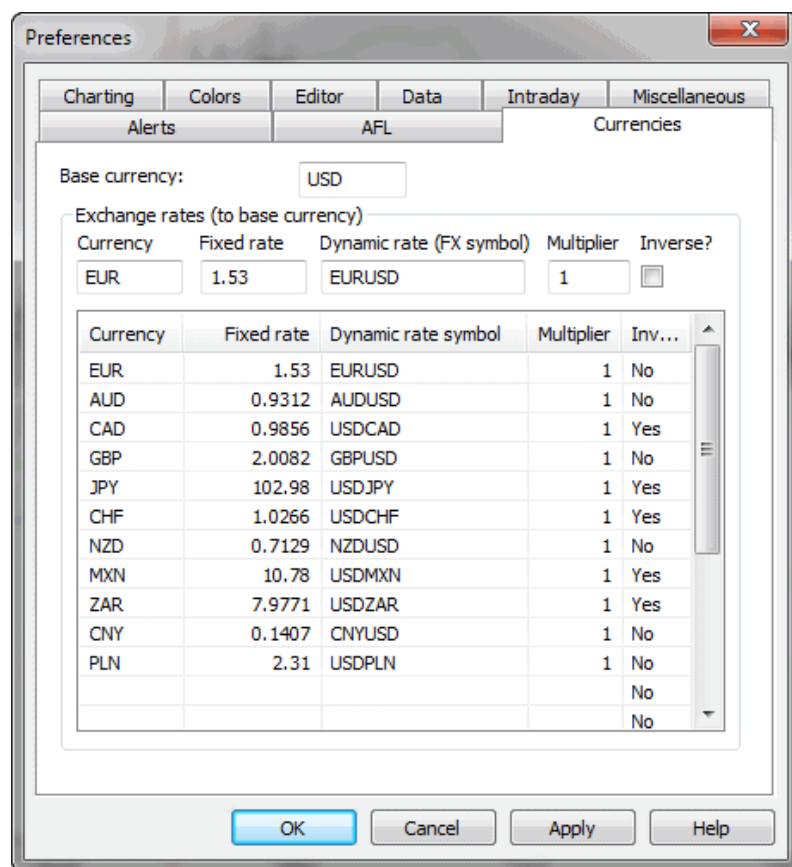 Preferences
Charting Colors Editor Data Intraday Miscellaneous
Alerts AFL Currencies
Base currency: USD
Exchange rates (to base currency)
Currency Fixed rate Dynamic rate (FX symbol) Multiplier Inverse?
EUR 1.53 EURUSD 1
Currency Fixed rate Dynamic rate symbol Multiplier Inv...
EUR 1.53 EURUSD 1 No
AUD 0.9312 AUDUSD 1 No
CAD 0.9856 USDCAD 1 Yes
GBP 2.0082 GBPUSD 1 No
JPY 102.98 USDJPY 1 Yes
CHF 1.0266 USDCHF 1 Yes
NZD 0.7129 NZDUSD 1 No
MXN 10.78 USDMXN 1 Yes
ZAR 7.9771 USDZAR 1 Yes
CNY 0.1407 CNYUSD 1 No
PLN 2.31 USDPLN 1 No
No
No
OK Cancel Apply Help